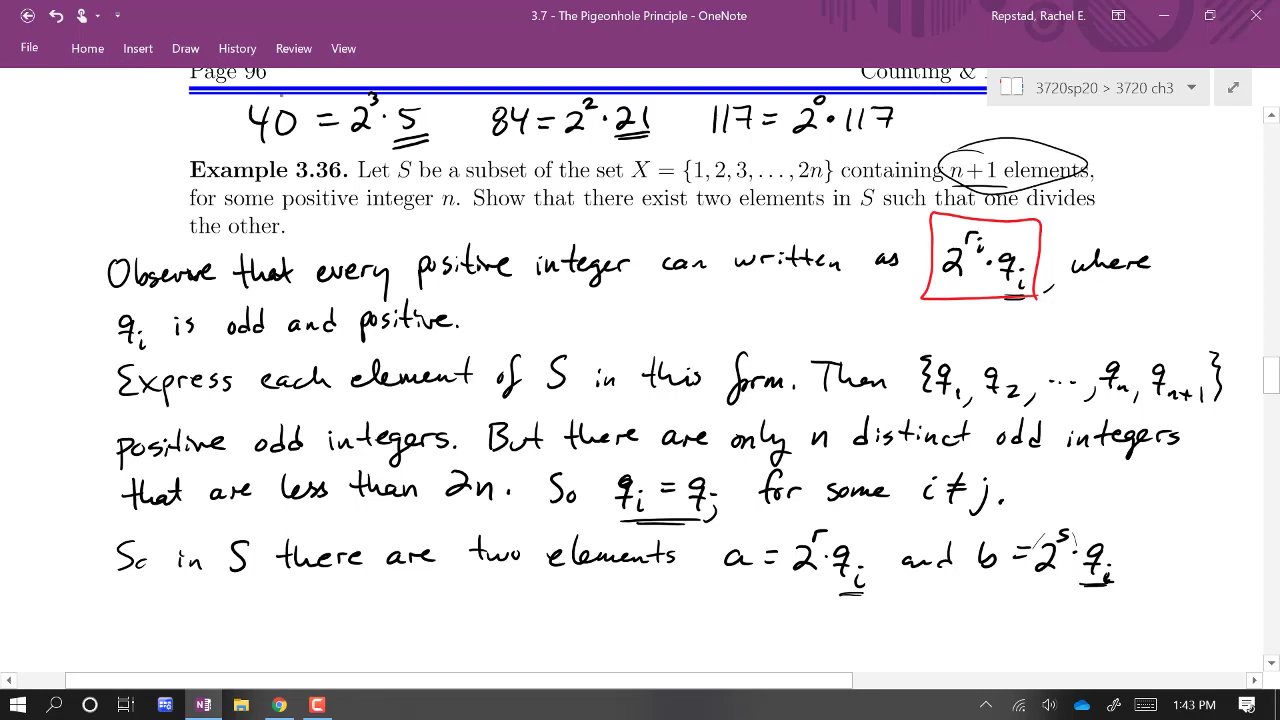 3.7 - The Pigeonhole Principle - OneNote
Repstad, Rachel E.
File Home Insert Draw History Review View
Page 96
Counting &
3720sp20 > 3720 ch3
40 = 2^3 · 5 84 = 2^2 · 21 117 = 2^0 · 117
Example 3.36. Let S be a subset of the set X = {1, 2, 3, . . . , 2n} containing n + 1 elements,
for some positive integer n. Show that there exist two elements in S such that one divides
the other.
Observe that every positive integer can written as 2^{r_i} · q_i, where
q_i is odd and positive.
Express each element of S in this form. Then {q_1, q_2, ..., q_n, q_{n+1}}
positive odd integers. But there are only n distinct odd integers
that are less than 2n. So q_i = q_j for some i ≠ j.
So in S there are two elements a = 2^r · q_i and b = 2^s · q_i
1:43 PM